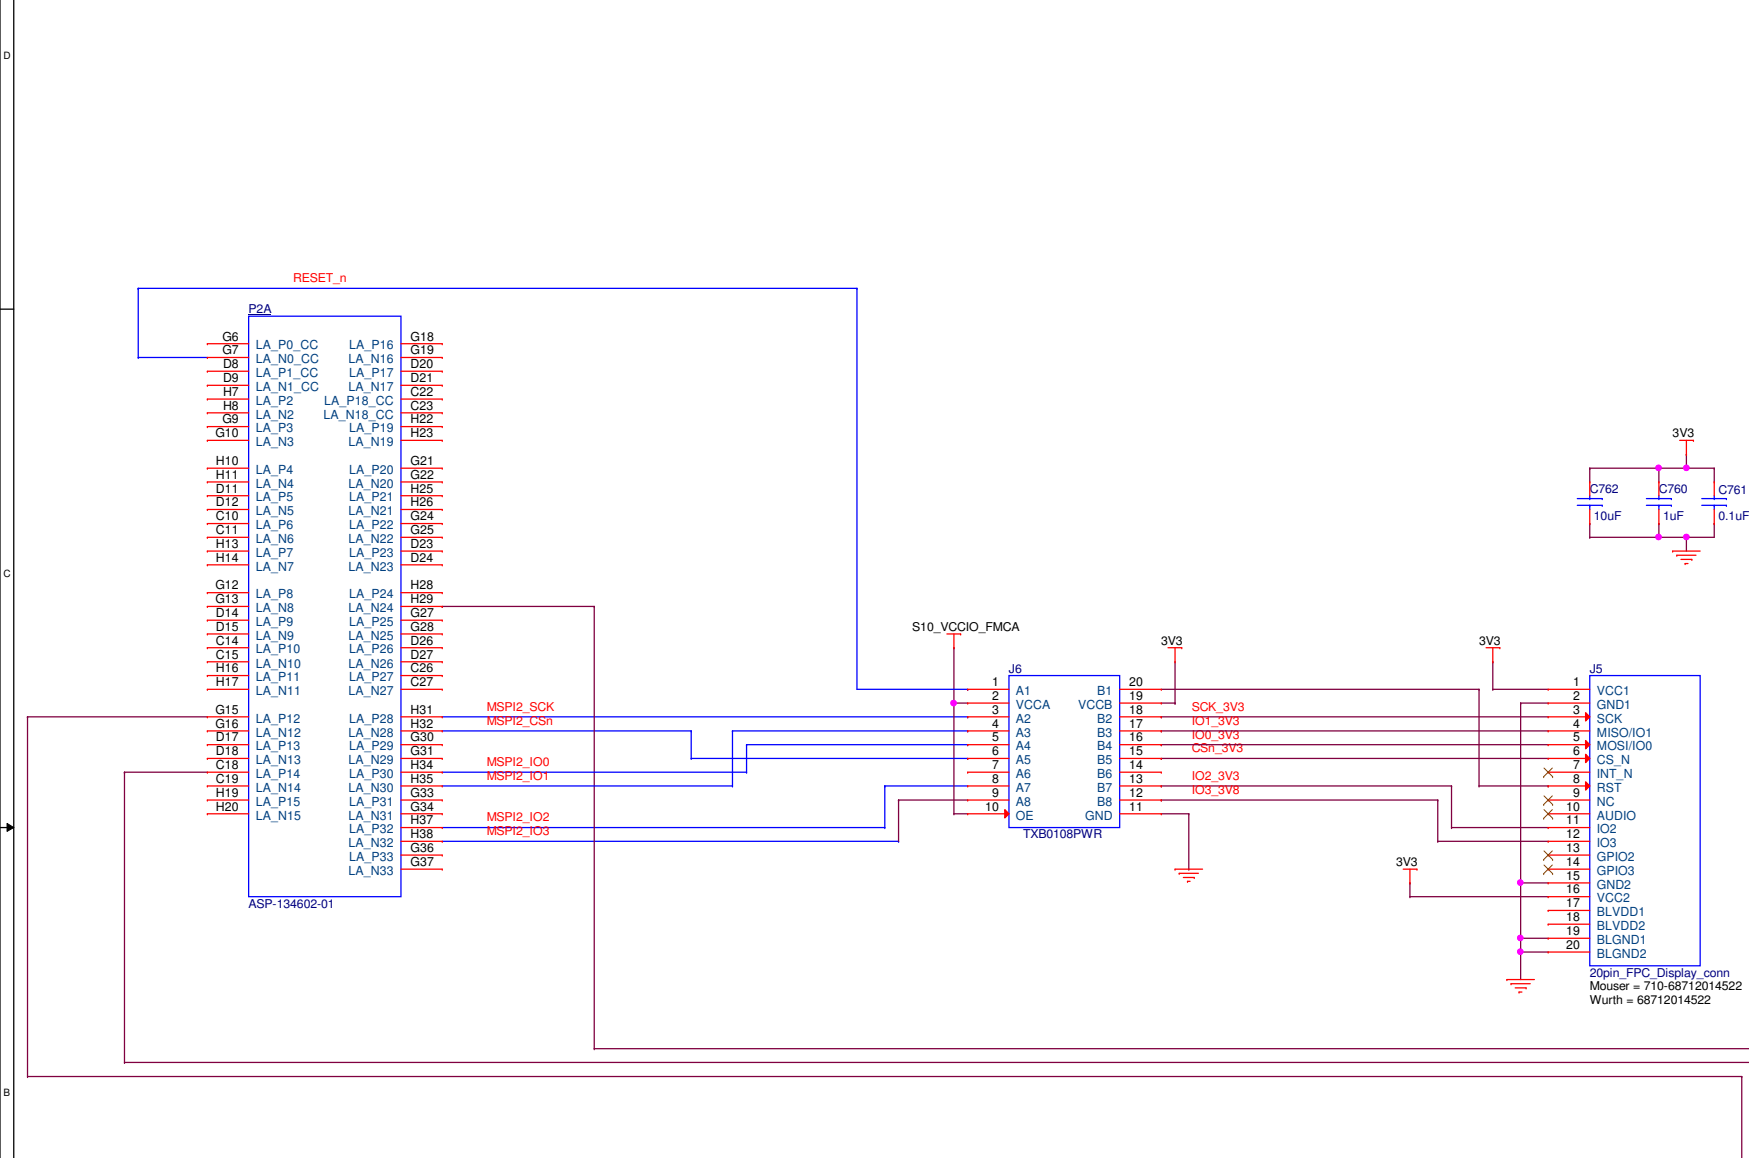 D
C
B
RESET_n
P2A
G6 LA_P0_CC LA_P16 G18
G7 LA_N0_CC LA_N16 G19
D8 LA_P1_CC LA_P17 D20
D9 LA_N1_CC LA_N17 D21
H7 LA_P2 LA_P18_CC C22
H8 LA_N2 LA_N18_CC C23
G9 LA_P3 LA_P19 H22
G10 LA_N3 LA_N19 H23
H10 LA_P4 LA_P20 G21
H11 LA_N4 LA_N20 G22
D11 LA_P5 LA_P21 H25
D12 LA_N5 LA_N21 H26
C10 LA_P6 LA_P22 G24
C11 LA_N6 LA_N22 G25
H13 LA_P7 LA_P23 D23
H14 LA_N7 LA_N23 D24
G12 LA_P8 LA_P24 H28
G13 LA_N8 LA_N24 H29
D14 LA_P9 LA_P25 G27
D15 LA_N9 LA_N25 G28
C14 LA_P10 LA_P26 D26
C15 LA_N10 LA_N26 D27
H16 LA_P11 LA_P27 C26
H17 LA_N11 LA_N27 C27
G15 LA_P12 LA_P28 H31
G16 LA_N12 LA_N28 H32
D17 LA_P13 LA_P29 G30
D18 LA_N13 LA_N29 G31
C18 LA_P14 LA_P30 H34
C19 LA_N14 LA_N30 H35
H19 LA_P15 LA_P31 G33
H20 LA_N15 LA_N31 G34
LA_P32 H37
LA_N32 H38
LA_P33 G36
LA_N33 G37
ASP-134602-01
MSPI2_SCK
MSPI2_CSn
MSPI2_IO0
MSPI2_IO1
MSPI2_IO2
MSPI2_IO3
S10_VCCIO_FMCA
3V3
J6
1 A1 B1 20
2 VCCA VCCB 19
3 A2 B2 18
4 A3 B3 17
5 A4 B4 16
6 A5 B5 15
7 A6 B6 14
8 A7 B7 13
9 A8 B8 12
10 OE GND 11
TXB0108PWR
SCK_3V3
IO1_3V3
IO0_3V3
CSn_3V3
IO2_3V3
IO3_3V8
3V3
C762 C760 C761
10uF 1uF 0.1uF
3V3
3V3
J5
1 VCC1
2 GND1
3 SCK
4 MISO/IO1
5 MOSI/IO0
6 CS_N
7 INT_N
8 RST
9 NC
10 AUDIO
11 IO2
12 IO3
13 GPIO2
14 GPIO3
15 GND2
16 VCC2
17 BLVDD1
18 BLVDD2
19 BLGND1
20 BLGND2
20pin_FPC_Display_conn
Mouser = 710-68712014522
Wurth = 68712014522